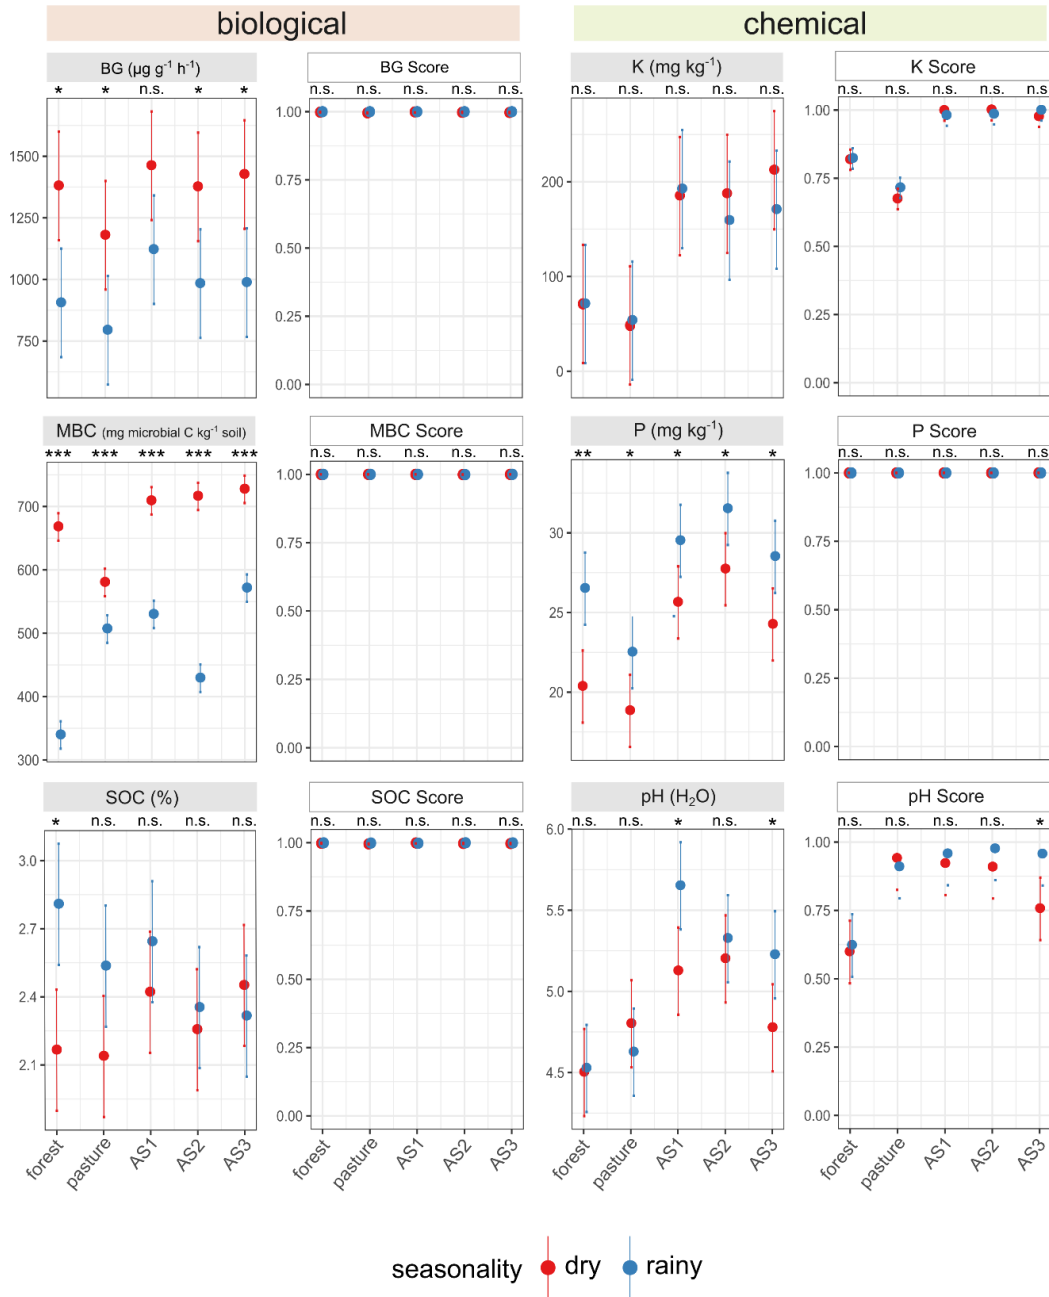 biological chemical
BG (µg g⁻¹ h⁻¹) BG Score K (mg kg⁻¹) K Score
* * n.s. * * n.s. n.s. n.s. n.s. n.s. n.s. n.s. n.s. n.s. n.s. n.s. n.s. n.s. n.s. n.s.
1500 1250 1000 750
1.00 0.75 0.50 0.25 0.00
200 100 0
1.00 0.75 0.50 0.25 0.00
MBC (mg microbial C kg⁻¹ soil) MBC Score P (mg kg⁻¹) P Score
*** *** *** *** *** n.s. n.s. n.s. n.s. n.s. ** * * * * n.s. n.s. n.s. n.s. n.s.
700 600 500 400 300
1.00 0.75 0.50 0.25 0.00
30 25 20
1.00 0.75 0.50 0.25 0.00
SOC (%) SOC Score pH (H₂O) pH Score
* n.s. n.s. n.s. n.s. n.s. n.s. n.s. n.s. n.s. n.s. n.s. * n.s. * n.s. n.s. n.s. n.s. *
3.0 2.7 2.4 2.1
1.00 0.75 0.50 0.25 0.00
6.0 5.5 5.0 4.5
1.00 0.75 0.50 0.25 0.00
forest pasture AS1 AS2 AS3 forest pasture AS1 AS2 AS3 forest pasture AS1 AS2 AS3 forest pasture AS1 AS2 AS3
seasonality dry rainy